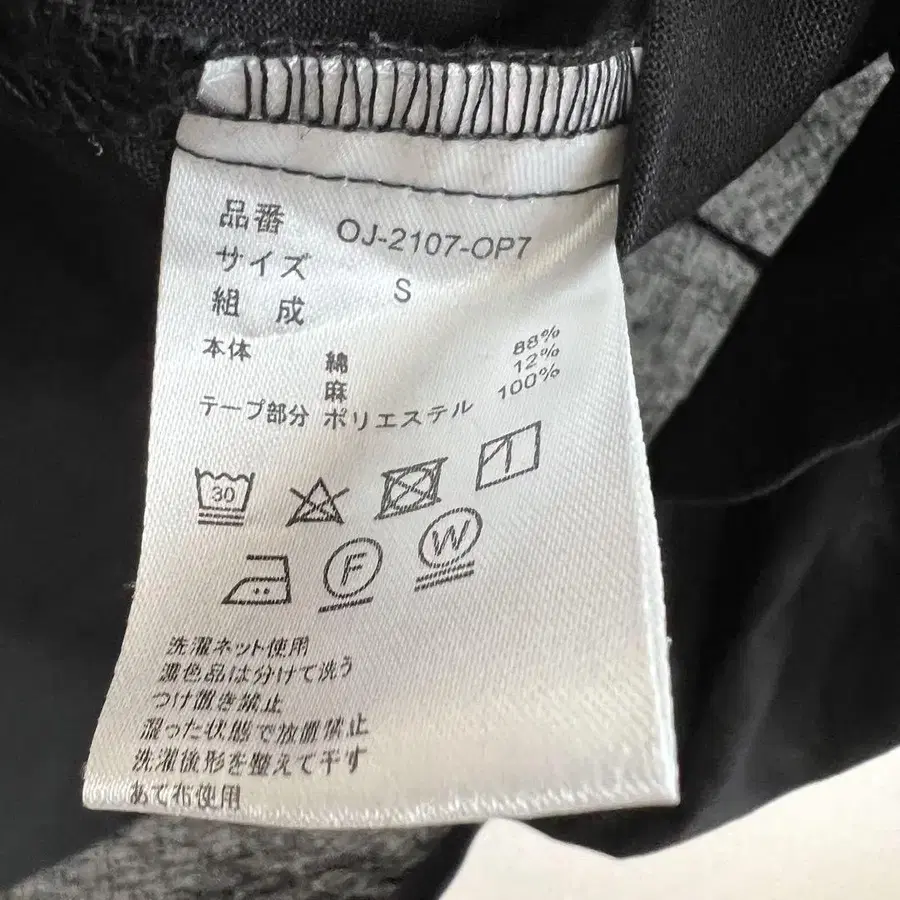 品番 OJ-2107-OP7
サイズ S
組成
本体 綿 88%
麻 12%
テープ部分 ポリエステル 100%
30
F
W
洗濯ネット使用
濃色品は分けて洗う
つけ置き禁止
湿った状態で放置禁止
洗濯後形を整えて干す
あて布使用